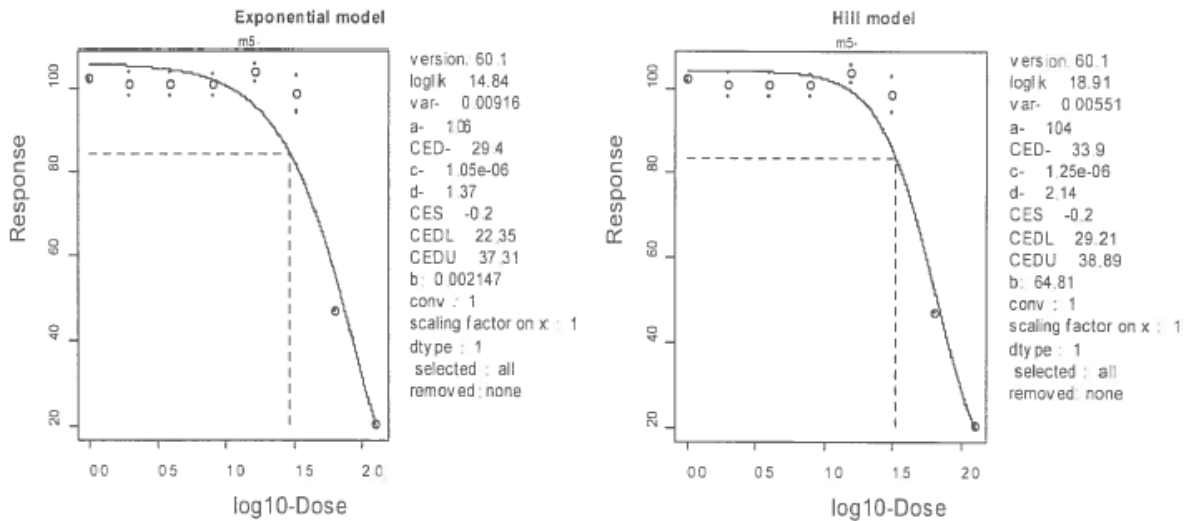 Exponential model
m5-
version: 60.1
loglik 14.84
var- 0.00916
a- 106
CED- 29.4
c- 1.05e-06
d- 1.37
CES -0.2
CEDL 22.35
CEDU 37.31
b: 0.002147
conv : 1
scaling factor on x : 1
dtype : 1
selected : all
removed: none
Response
100
80
60
40
20
0.0 0.5 1.0 1.5 2.0
log10-Dose
Hill model
m5-
version: 60.1
loglik 18.91
var- 0.00551
a- 104
CED- 33.9
c- 1.25e-06
d- 2.14
CES -0.2
CEDL 29.21
CEDU 38.89
b: 64.81
conv : 1
scaling factor on x : 1
dtype : 1
selected : all
removed: none
Response
100
80
60
40
20
0.0 0.5 1.0 1.5 2.0
log10-Dose